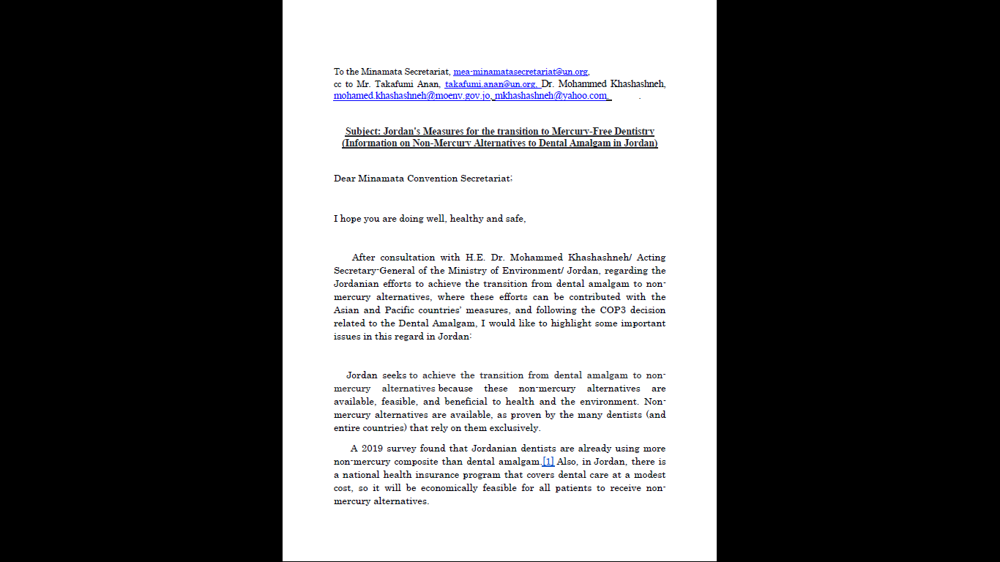 To the Minamata Secretariat, mea-minamatasecretariat@un.org,
cc to Mr. Takafumi Anan, takafumi.anan@un.org, Dr. Mohammed Khashashneh,
mohamed.khashashneh@moenv.gov.jo, mkhashashneh@yahoo.com, .
Subject: Jordan's Measures for the transition to Mercury-Free Dentistry
(Information on Non-Mercury Alternatives to Dental Amalgam in Jordan)
Dear Minamata Convention Secretariat;
I hope you are doing well, healthy and safe,
After consultation with H.E. Dr. Mohammed Khashashneh/ Acting
Secretary-General of the Ministry of Environment/ Jordan, regarding the
Jordanian efforts to achieve the transition from dental amalgam to non-
mercury alternatives, where these efforts can be contributed with the
Asian and Pacific countries' measures, and following the COP3 decision
related to the Dental Amalgam, I would like to highlight some important
issues in this regard in Jordan:
Jordan seeks to achieve the transition from dental amalgam to non-
mercury alternatives because these non-mercury alternatives are
available, feasible, and beneficial to health and the environment. Non-
mercury alternatives are available, as proven by the many dentists (and
entire countries) that rely on them exclusively.
A 2019 survey found that Jordanian dentists are already using more
non-mercury composite than dental amalgam.[1] Also, in Jordan, there is
a national health insurance program that covers dental care at a modest
cost, so it will be economically feasible for all patients to receive non-
mercury alternatives.